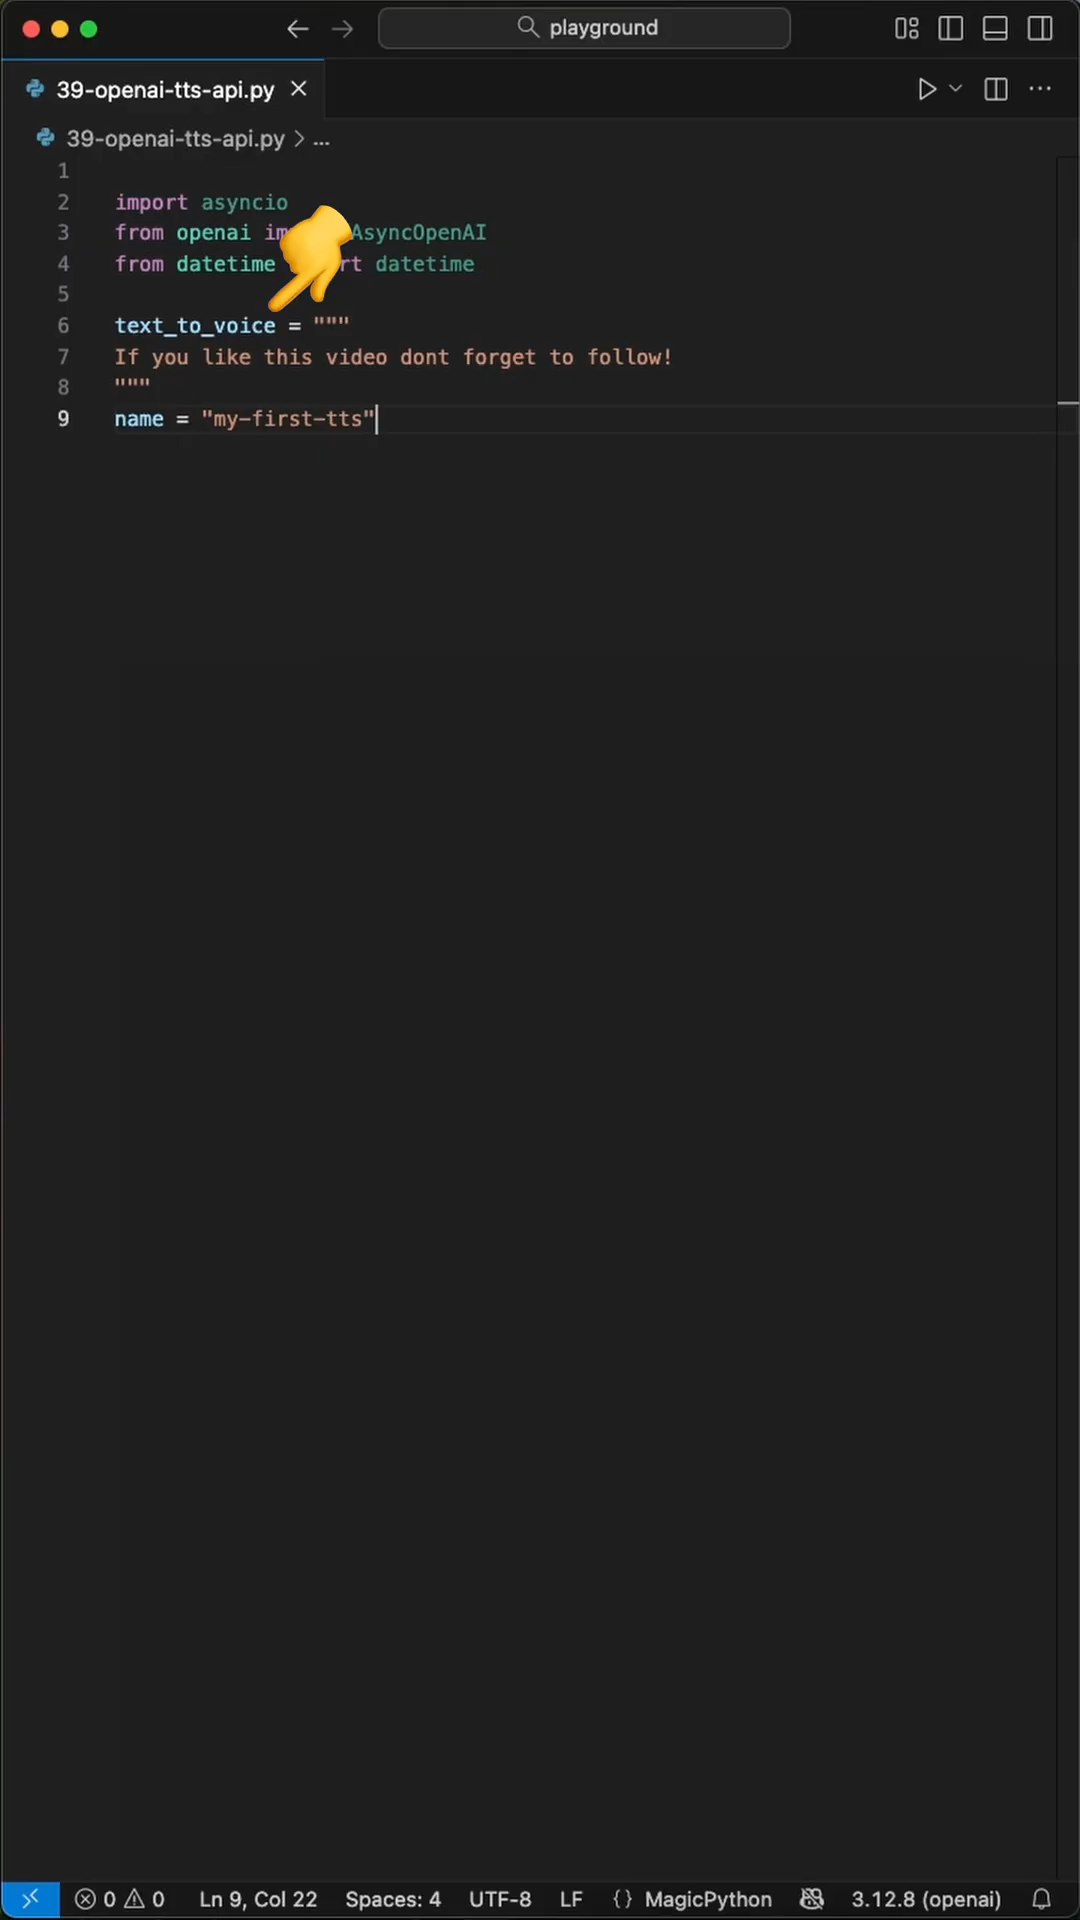 playground
39-openai-tts-api.py
39-openai-tts-api.py > ...
1
2 import asyncio
3 from openai im AsyncOpenAI
4 from datetime rt datetime
5
6 text_to_voice = """
7 If you like this video dont forget to follow!
8 """
9 name = "my-first-tts"
0 0 Ln 9, Col 22 Spaces: 4 UTF-8 LF {} MagicPython 3.12.8 (openai)